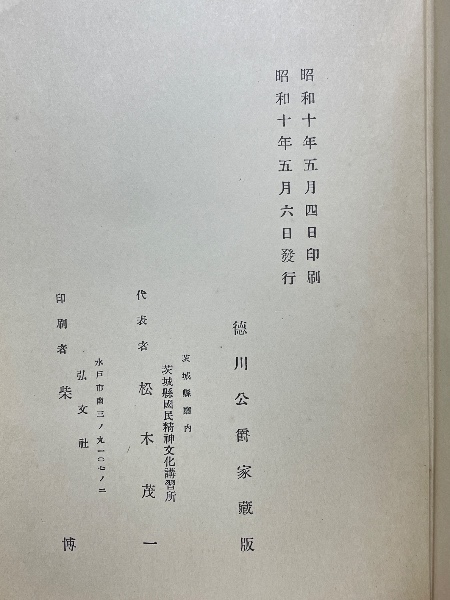 昭和十年五月四日印刷
昭和十年五月六日發行
德川公爵家藏版
茨城縣廳內
茨城縣國民精神文化講習所
代表者 松木茂一
水戶市南三ノ丸一〇七ノ二
弘文社
印刷者 柴 博